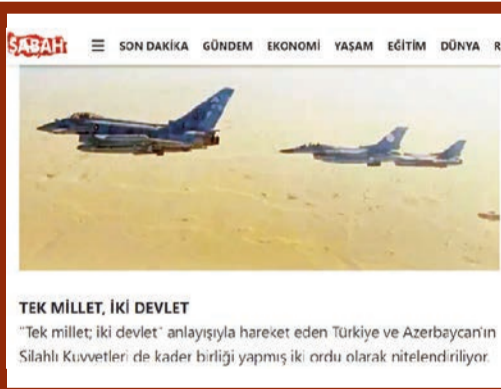 SABAH
SON DAKİKA GÜNDEM EKONOMİ YAŞAM EĞİTİM DÜNYA R
TEK MİLLET, İKİ DEVLET
"Tek millet; iki devlet" anlayışıyla hareket eden Türkiye ve Azerbaycan'ın
Silahlı Kuvvetleri de kader birliği yapmış iki ordu olarak nitelendiriliyor.